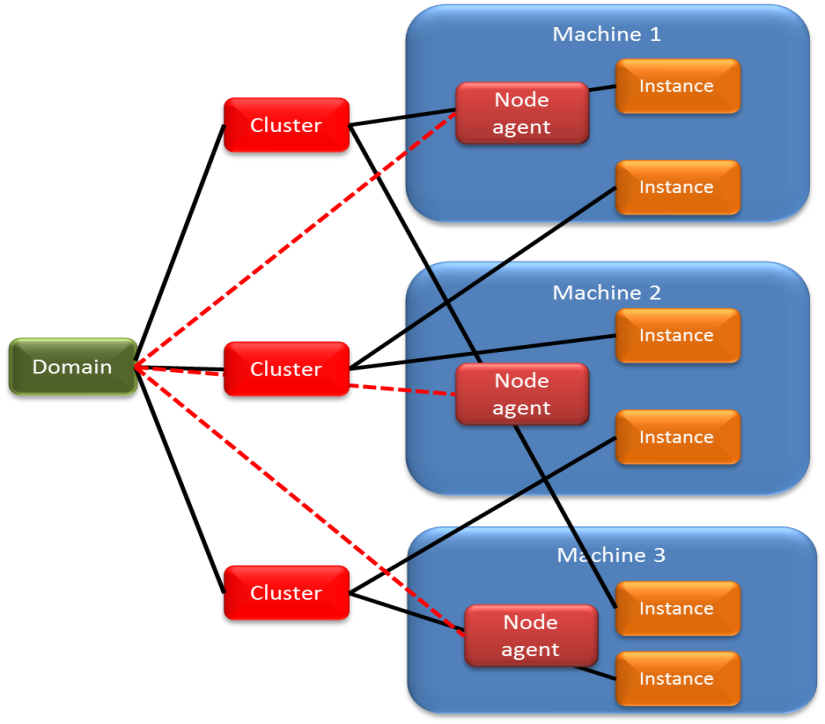 Machine 1
Node
agent
Instance
Instance
Cluster
Machine 2
Domain
Cluster
Node
agent
Instance
Instance
Machine 3
Cluster
Node
agent
Instance
Instance